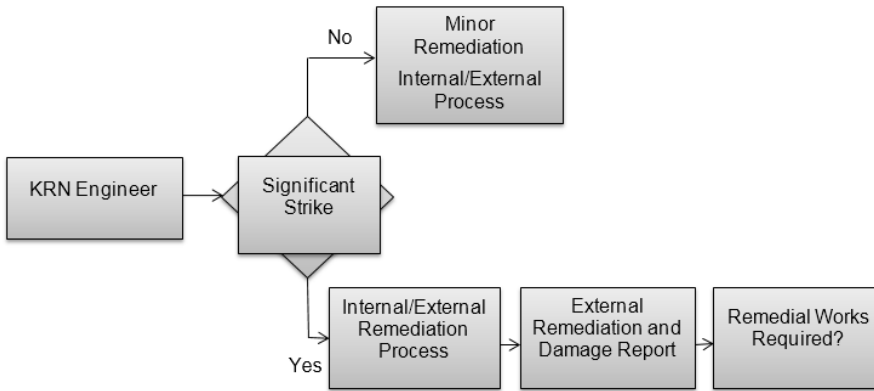 No
Minor
Remediation
Internal/External
Process
KRN Engineer
Significant
Strike
Yes
Internal/External
Remediation
Process
External
Remediation and
Damage Report
Remedial Works
Required?